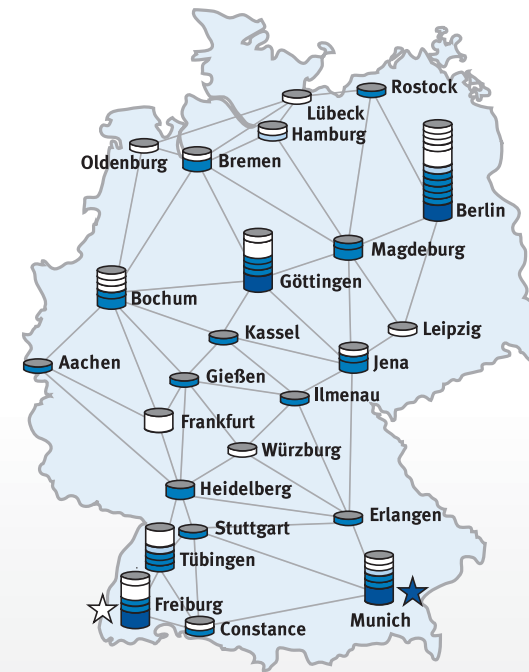 Rostock
Lübeck
Hamburg
Oldenburg
Bremen
Berlin
Magdeburg
Göttingen
Bochum
Leipzig
Kassel
Aachen
Jena
Gießen
Ilmenau
Frankfurt
Würzburg
Heidelberg
Erlangen
Stuttgart
Tübingen
Freiburg
Munich
Constance